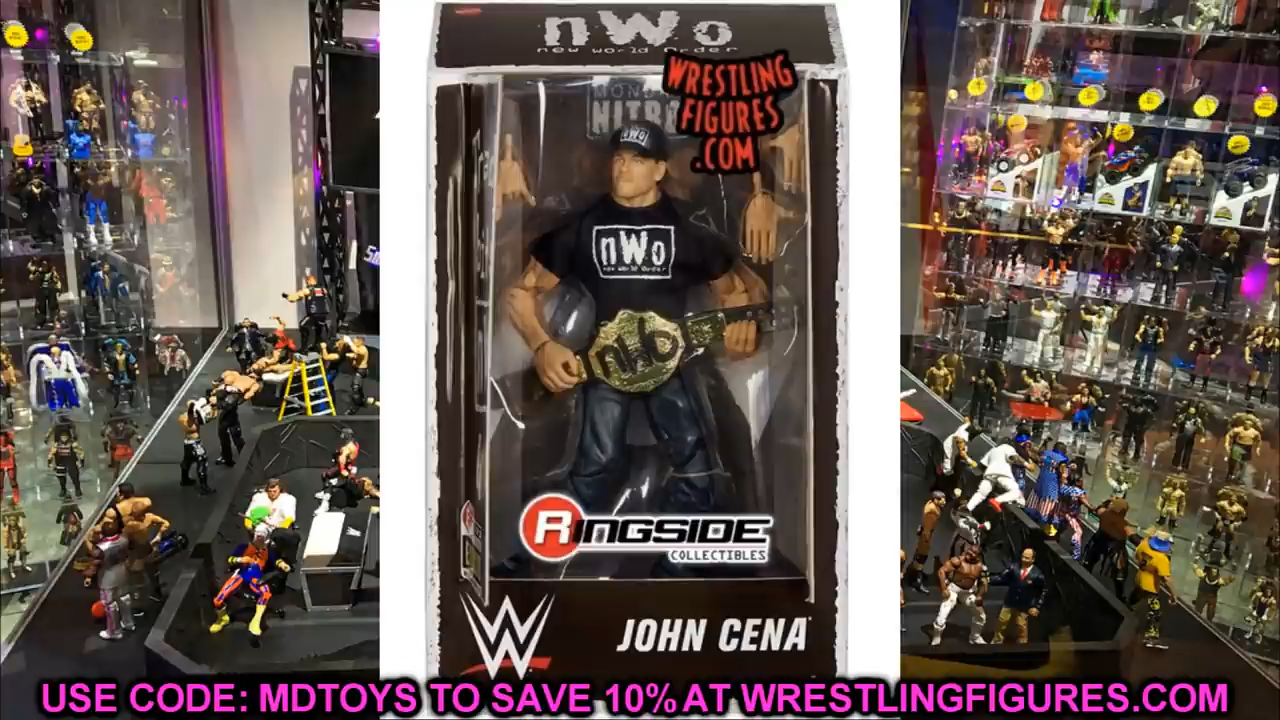 nWo
new world order
WRESTLING
FIGURES
.COM
NITR
nWo
nWo
new world order
nWo
RINGSIDE
COLLECTIBLES
W
JOHN CENA
USE CODE: MDTOYS TO SAVE 10% AT WRESTLINGFIGURES.COM